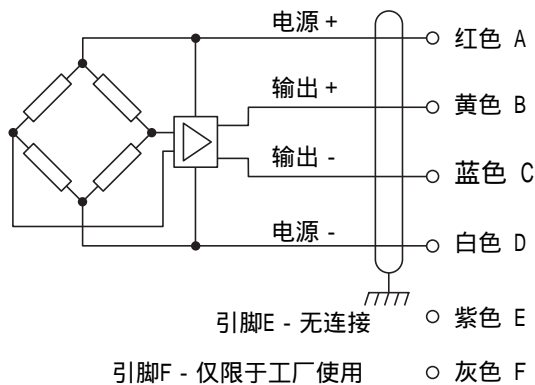 电源 + 红色 A
输出 + 黄色 B
输出 - 蓝色 C
电源 - 白色 D
引脚E - 无连接 紫色 E
引脚F - 仅限于工厂使用 灰色 F